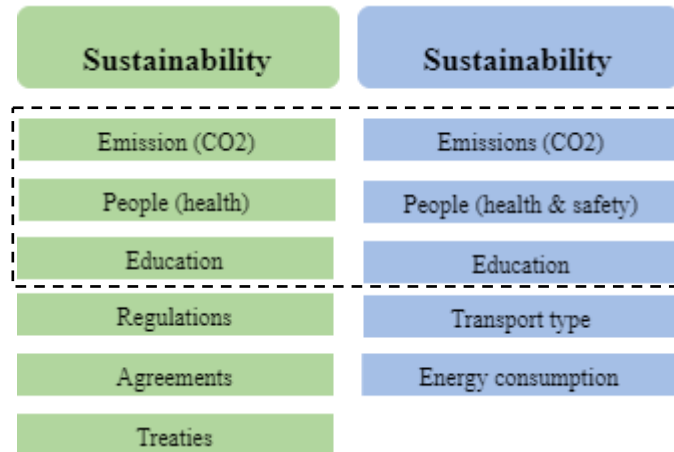 Sustainability
Sustainability
Emission (CO2)
Emissions (CO2)
People (health)
People (health & safety)
Education
Education
Regulations
Transport type
Agreements
Energy consumption
Treaties